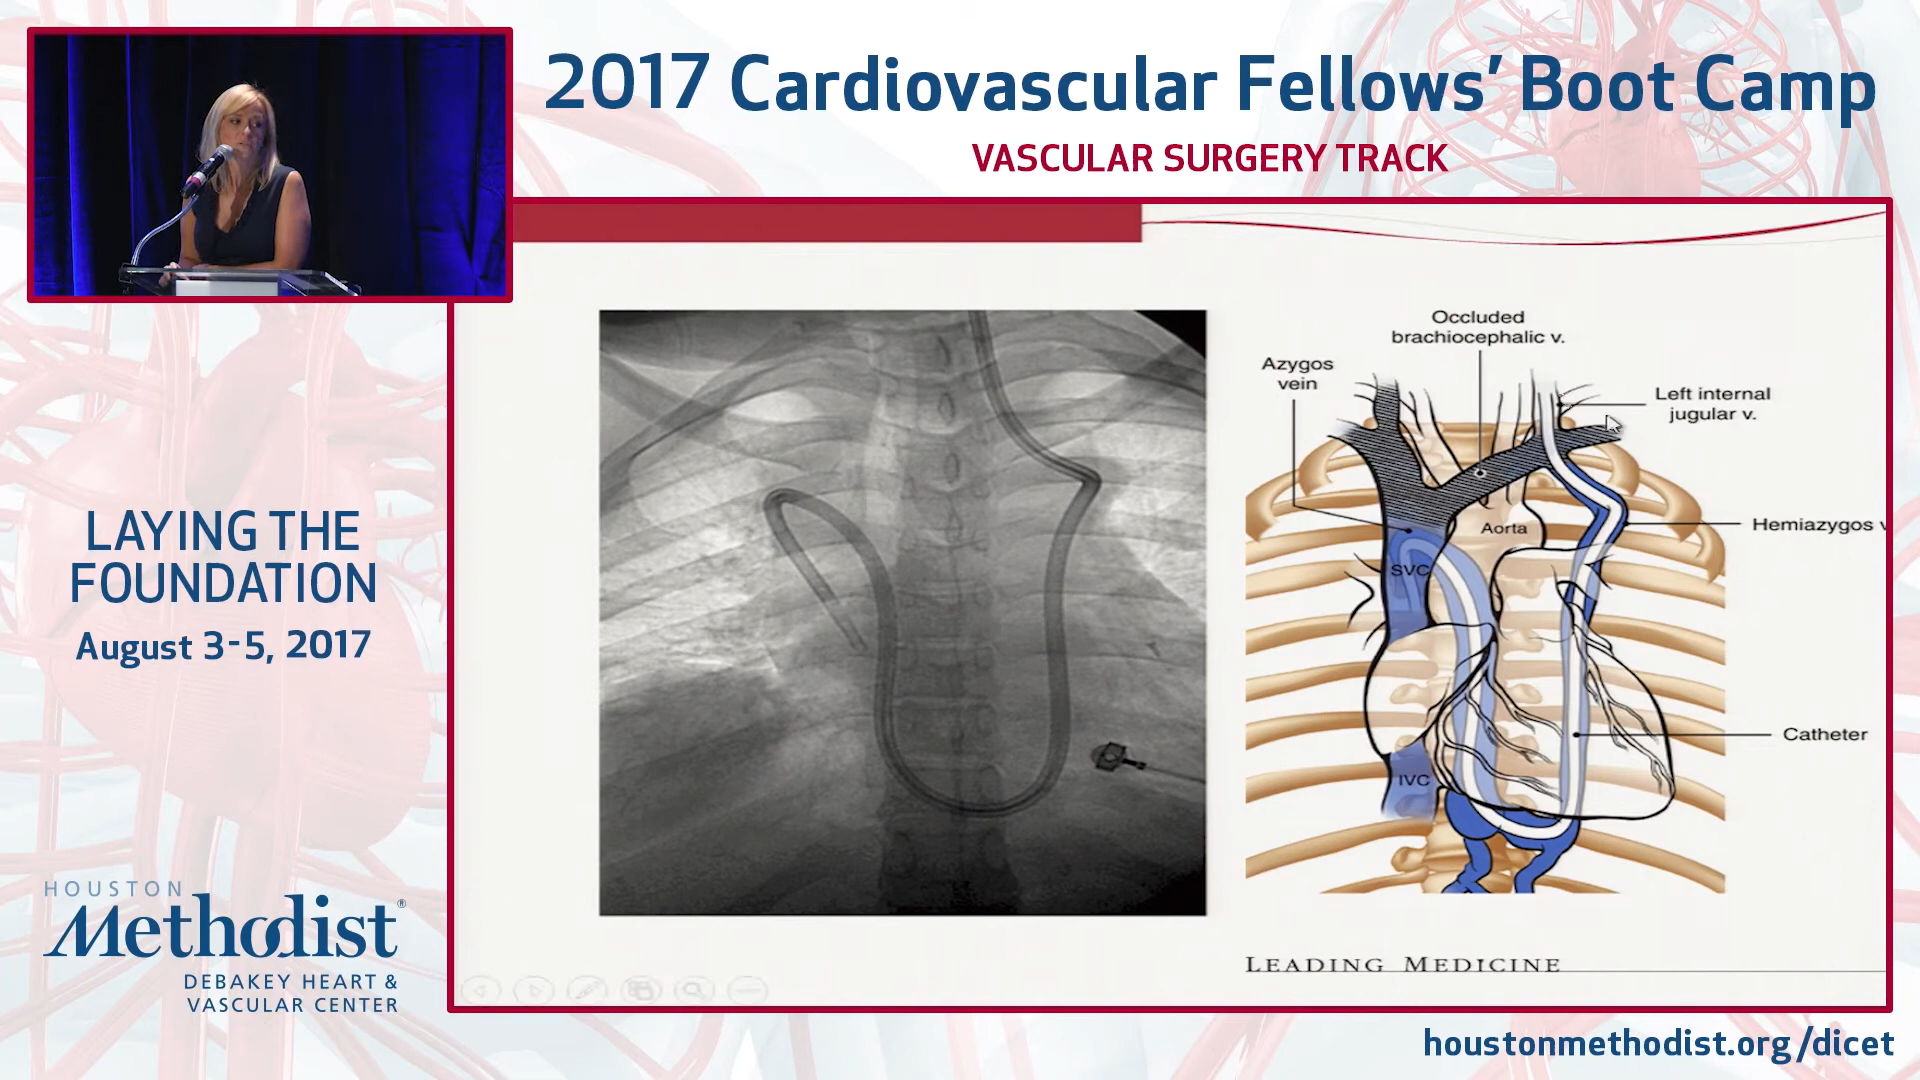 2017 Cardiovascular Fellows' Boot Camp
VASCULAR SURGERY TRACK
LAYING THE
FOUNDATION
August 3-5, 2017
HOUSTON
Methodist®
DEBAKEY HEART &
VASCULAR CENTER
Occluded
brachiocephalic v.
Azygos
vein
Left internal
jugular v.
Aorta
Hemiazygos v
SVC
Catheter
IVC
LEADING MEDICINE
houstonmethodist.org/dicet